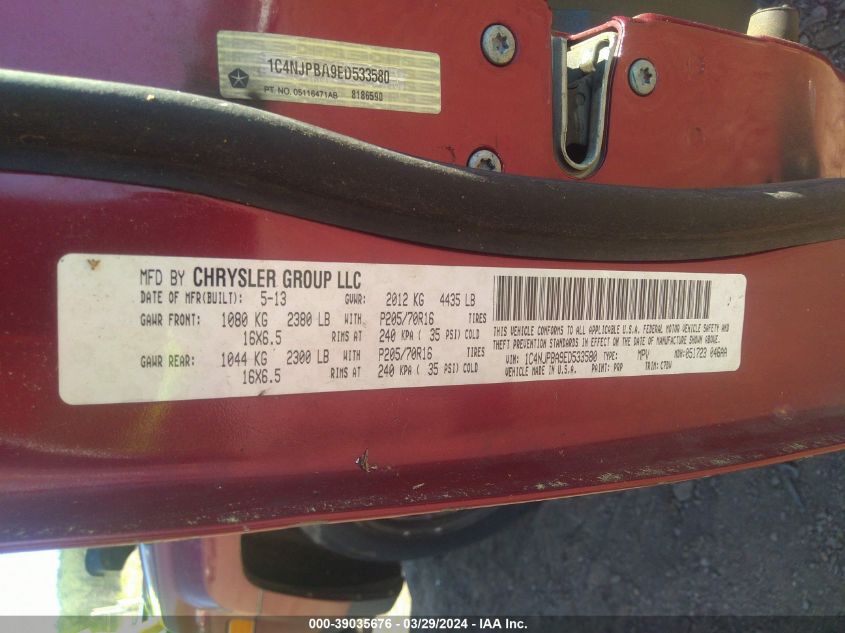 1C4NJPBA9ED533580
PT. NO. 05116471AB 8186590
MFD BY CHRYSLER GROUP LLC
DATE OF MFR(BUILT): 5-13 GVWR: 2012 KG 4435 LB
GAWR FRONT: 1080 KG 2380 LB WITH P205/70R16 TIRES
16X6.5 RIMS AT 240 KPA ( 35 PSI) COLD
GAWR REAR: 1044 KG 2300 LB WITH P205/70R16 TIRES
16X6.5 RIMS AT 240 KPA ( 35 PSI) COLD
THIS VEHICLE CONFORMS TO ALL APPLICABLE U.S.A. FEDERAL MOTOR VEHICLE SAFETY AND
THEFT PREVENTION STANDARDS IN EFFECT ON THE DATE OF MANUFACTURE SHOWN ABOVE.
VIN: 1C4NJPBA9ED533580 TYPE: MPV MDH: 051723 046AA
VEHICLE MADE IN U.S.A. PAINT: PRP TRIM: C7DV
000-39035676 - 03/29/2024 - IAA Inc.